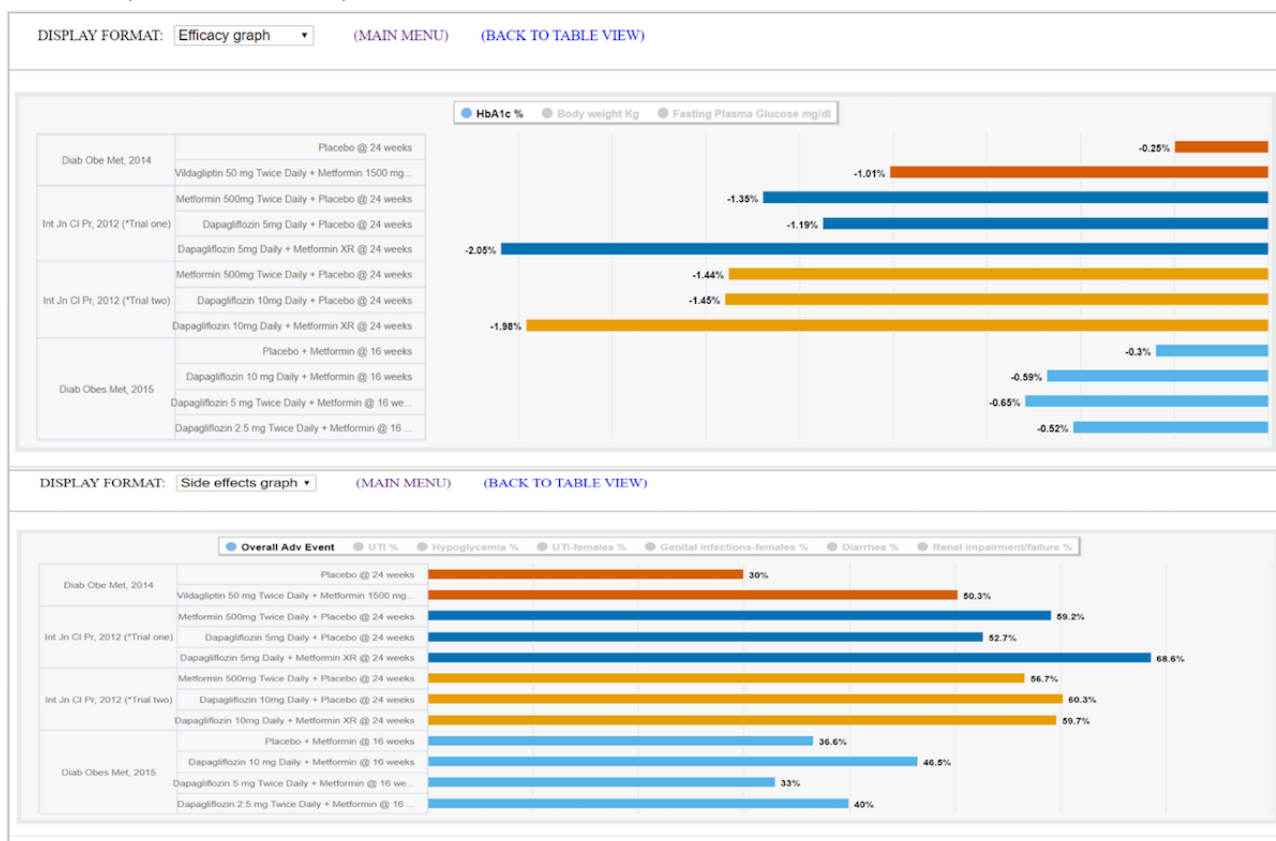 DISPLAY FORMAT: Efficacy graph (MAIN MENU) (BACK TO TABLE VIEW)
HbA1c % Body weight Kg Fasting Plasma Glucose mg/dl
Diab Obe Met, 2014
Placebo @ 24 weeks -0.25%
Vildagliptin 50 mg Twice Daily + Metformin 1500 mg... -1.01%
Int Jn Cl Pr, 2012 (*Trial one)
Metformin 500mg Twice Daily + Placebo @ 24 weeks -1.35%
Dapagliflozin 5mg Daily + Placebo @ 24 weeks -1.19%
Dapagliflozin 5mg Daily + Metformin XR @ 24 weeks -2.05%
Int Jn Cl Pr, 2012 (*Trial two)
Metformin 500mg Twice Daily + Placebo @ 24 weeks -1.44%
Dapagliflozin 10mg Daily + Placebo @ 24 weeks -1.45%
Dapagliflozin 10mg Daily + Metformin XR @ 24 weeks -1.98%
Diab Obes Met, 2015
Placebo + Metformin @ 16 weeks -0.3%
Dapagliflozin 10 mg Daily + Metformin @ 16 weeks -0.59%
Dapagliflozin 5 mg Twice Daily + Metformin @ 16 we... -0.65%
Dapagliflozin 2.5 mg Twice Daily + Metformin @ 16 ... -0.52%
DISPLAY FORMAT: Side effects graph (MAIN MENU) (BACK TO TABLE VIEW)
Overall Adv Event UTI % Hypoglycemia % UTI-females % Genital infections-females % Diarrhea % Renal impairment/failure %
Diab Obe Met, 2014
Placebo @ 24 weeks 30%
Vildagliptin 50 mg Twice Daily + Metformin 1500 mg... 50.3%
Int Jn Cl Pr, 2012 (*Trial one)
Metformin 500mg Twice Daily + Placebo @ 24 weeks 59.2%
Dapagliflozin 5mg Daily + Placebo @ 24 weeks 52.7%
Dapagliflozin 5mg Daily + Metformin XR @ 24 weeks 68.6%
Int Jn Cl Pr, 2012 (*Trial two)
Metformin 500mg Twice Daily + Placebo @ 24 weeks 56.7%
Dapagliflozin 10mg Daily + Placebo @ 24 weeks 60.3%
Dapagliflozin 10mg Daily + Metformin XR @ 24 weeks 59.7%
Diab Obes Met, 2015
Placebo + Metformin @ 16 weeks 36.6%
Dapagliflozin 10 mg Daily + Metformin @ 16 weeks 46.5%
Dapagliflozin 5 mg Twice Daily + Metformin @ 16 we... 33%
Dapagliflozin 2.5 mg Twice Daily + Metformin @ 16 ... 40%